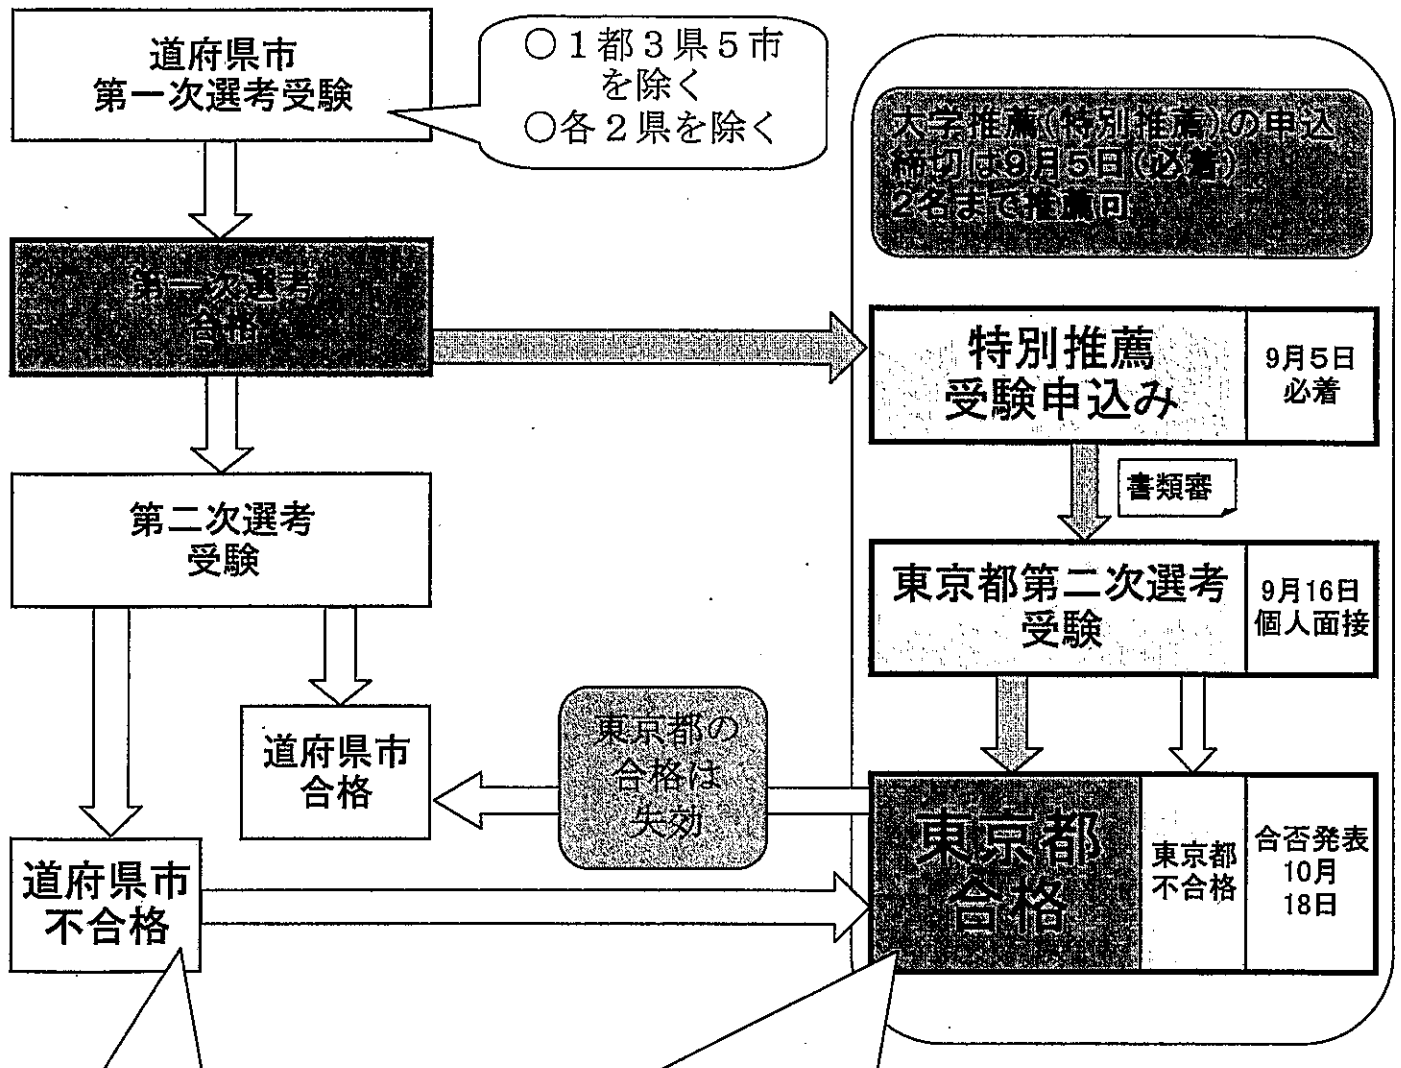 道府県市
第一次選考受験
○1都3県5市
を除く
○各2県を除く
大学推薦(特別推薦)の申込
締切は9月5日(必着)
2名まで推薦可
第一次選考
合格
特別推薦
受験申込み
9月5日
必着
書類審
第二次選考
受験
東京都第二次選考
受験
9月16日
個人面接
道府県市
合格
東京都の
合格は
失効
東京都
合格
東京都
不合格
合否発表
10月
18日
道府県市
不合格